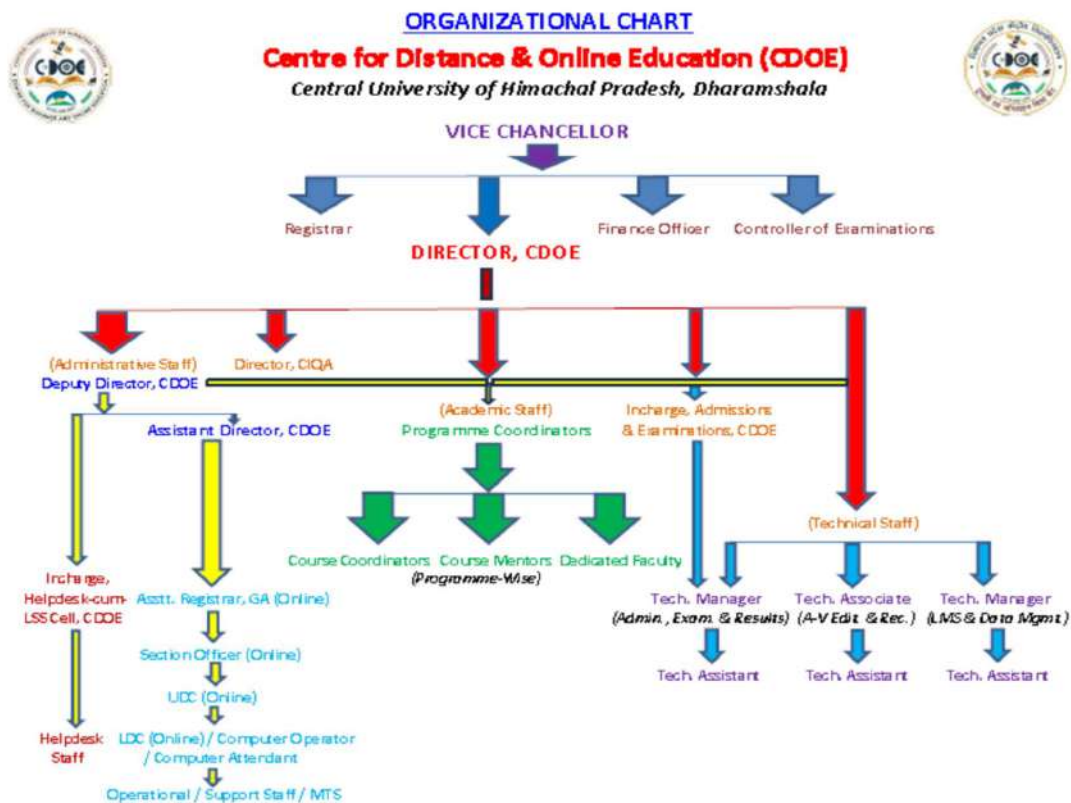 ORGANIZATIONAL CHART
Centre for Distance & Online Education (CDOE)
Central University of Himachal Pradesh, Dharamshala
C-DOE
C-DOE
VICE CHANCELLOR
Registrar
Finance Officer
Controller of Examinations
DIRECTOR, CDOE
(Administrative Staff)
Deputy Director, CDOE
Director, CIQA
(Academic Staff)
Programme Coordinators
Incharge, Admissions
& Examinations, CDOE
Assistant Director, CDOE
(Technical Staff)
Course Coordinators
Course Mentors
Dedicated Faculty
(Programme-Wise)
Incharge,
Helpdesk-cum-
LSS Cell, CDOE
Asstt. Registrar, GA (Online)
Tech. Manager
(Admin., Exam. & Results)
Tech. Associate
(A-V Edit. & Rec.)
Tech. Manager
(LMS & Data Mgmt.)
Section Officer (Online)
Tech. Assistant
Tech. Assistant
Tech. Assistant
UDC (Online)
Helpdesk
Staff
LDC (Online) / Computer Operator
/ Computer Attendant
Operational / Support Staff / MTS